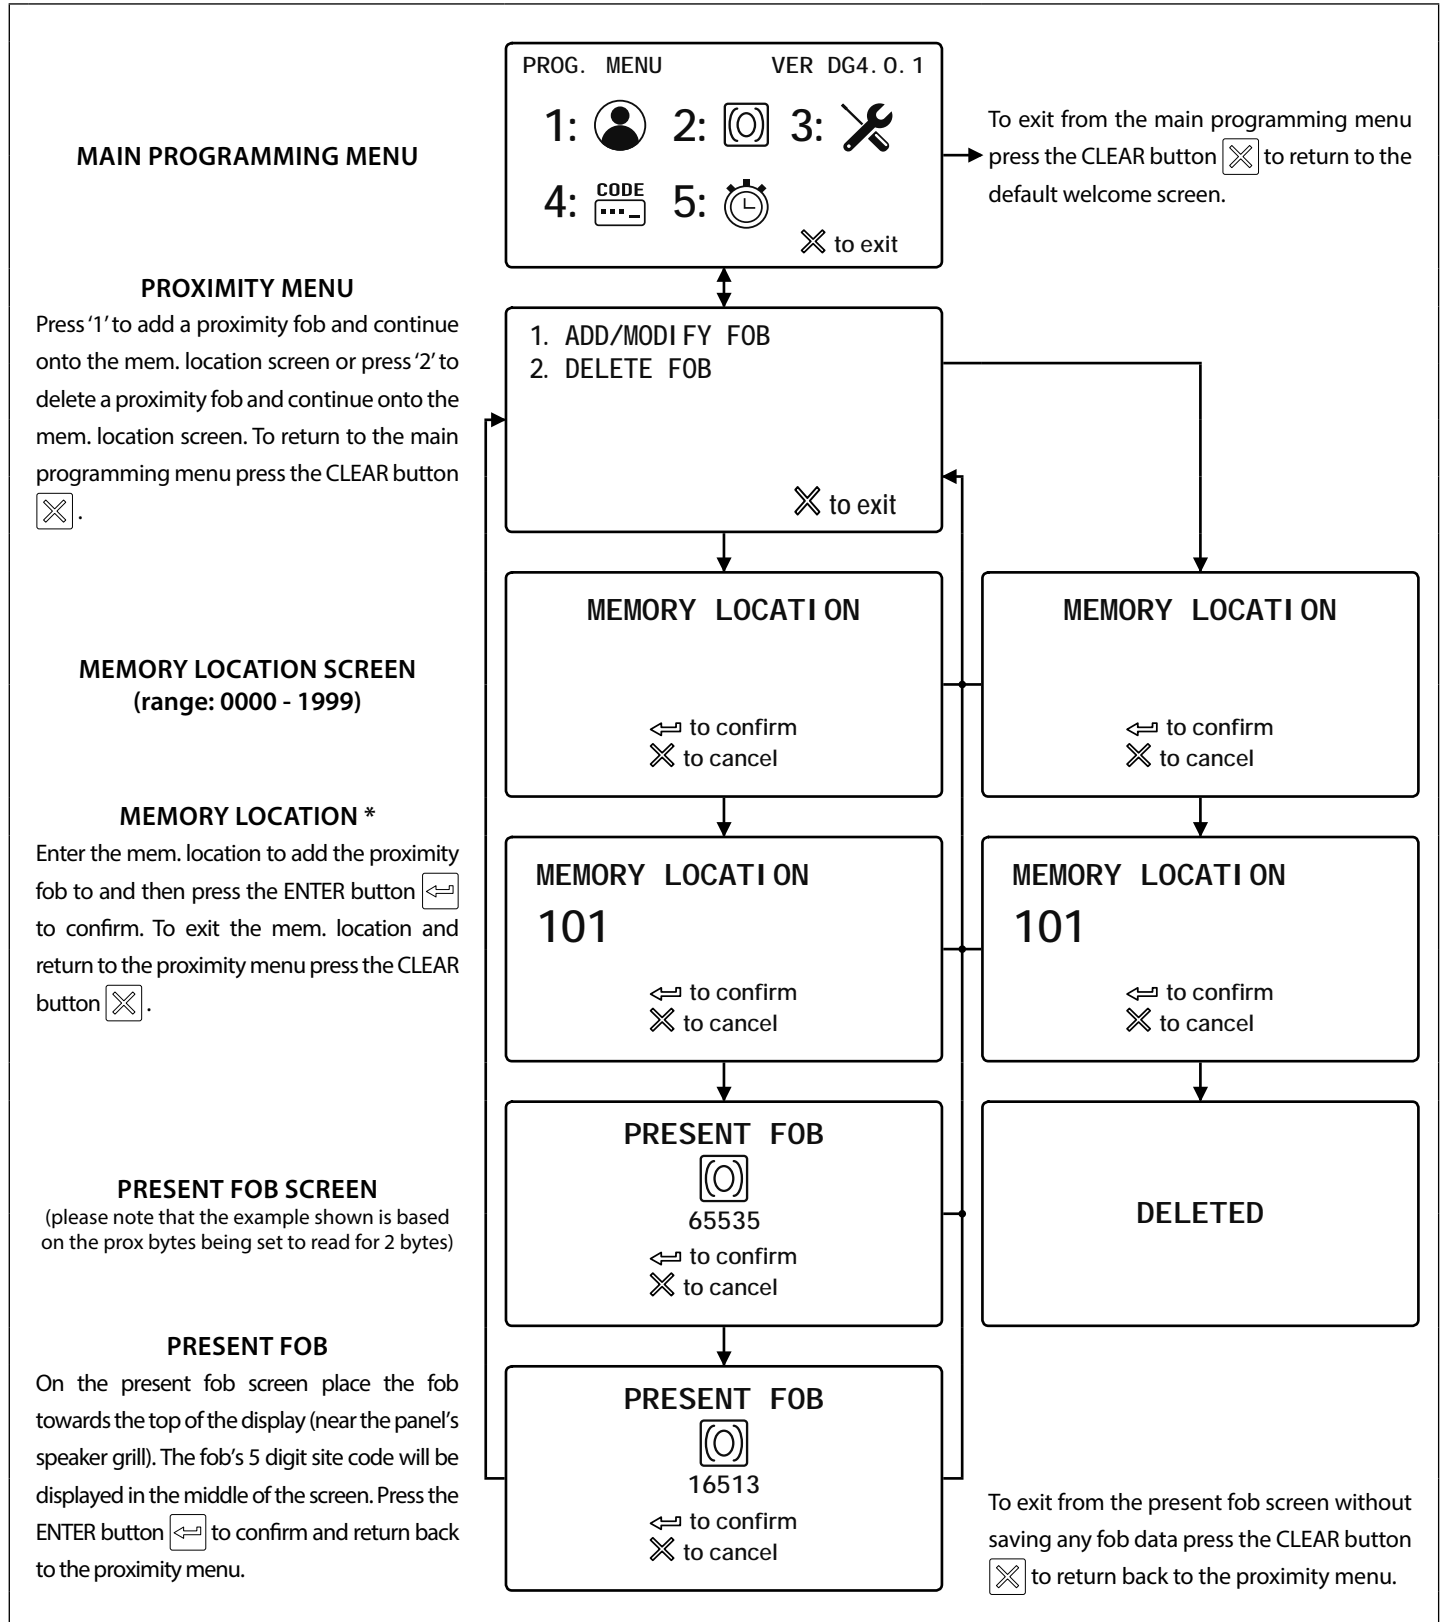 PROG. MENU VER DG4.0.1
1: 2: 3:
4: CODE 5:
to exit
MAIN PROGRAMMING MENU
To exit from the main programming menu
press the CLEAR button to return to the
default welcome screen.
PROXIMITY MENU
Press '1' to add a proximity fob and continue
onto the mem. location screen or press '2' to
delete a proximity fob and continue onto the
mem. location screen. To return to the main
programming menu press the CLEAR button
.
1. ADD/MODIFY FOB
2. DELETE FOB
to exit
MEMORY LOCATION SCREEN
(range: 0000 - 1999)
MEMORY LOCATION
to confirm
to cancel
MEMORY LOCATION
to confirm
to cancel
MEMORY LOCATION *
Enter the mem. location to add the proximity
fob to and then press the ENTER button
to confirm. To exit the mem. location and
return to the proximity menu press the CLEAR
button .
MEMORY LOCATION
101
to confirm
to cancel
MEMORY LOCATION
101
to confirm
to cancel
PRESENT FOB SCREEN
(please note that the example shown is based
on the prox bytes being set to read for 2 bytes)
PRESENT FOB
65535
to confirm
to cancel
DELETED
PRESENT FOB
On the present fob screen place the fob
towards the top of the display (near the panel's
speaker grill). The fob's 5 digit site code will be
displayed in the middle of the screen. Press the
ENTER button to confirm and return back
to the proximity menu.
PRESENT FOB
16513
to confirm
to cancel
To exit from the present fob screen without
saving any fob data press the CLEAR button
to return back to the proximity menu.